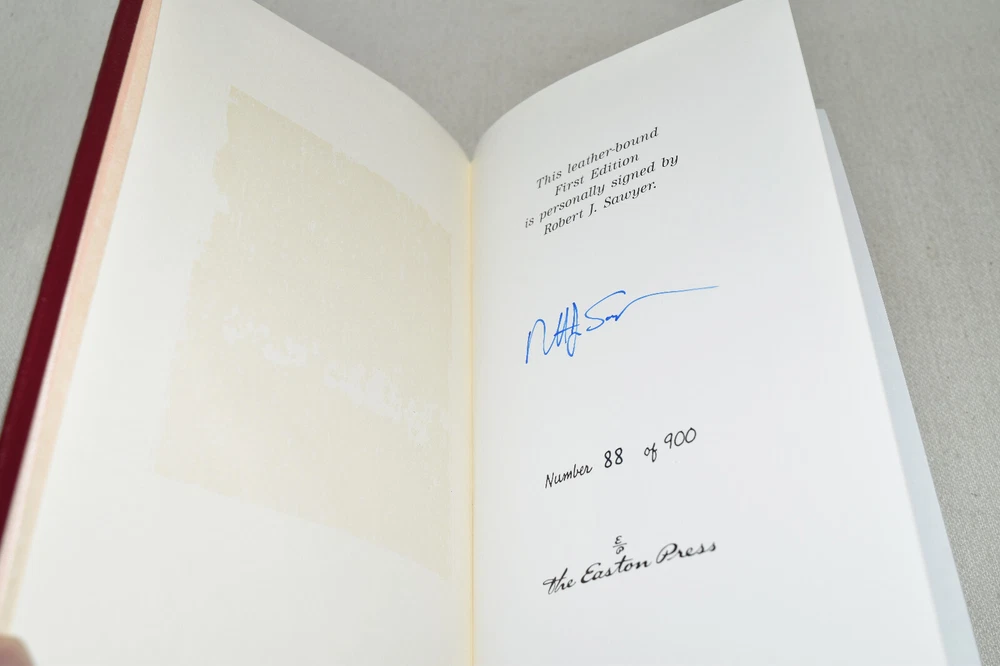 This leather-bound
First Edition
is personally signed by
Robert J. Sawyer.
Number 88 of 900
E/P
the Easton Press